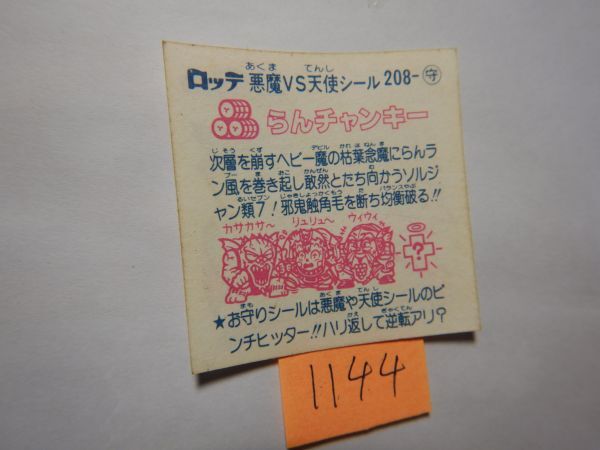 ロッテ 悪魔VS天使シール 208-守
らんチャンキー
次層を崩すヘビー魔の枯葉念魔にらんラ
ン風を巻き起し敢然とたち向かうソルジ
ャン類7!邪鬼触角毛を断ち均衡破る!!
カサカサ〜 リュリュ〜 ウィウィ
?
★お守りシールは悪魔や天使シールのピ
ンチヒッター!!ハリ返して逆転アリ?
1144